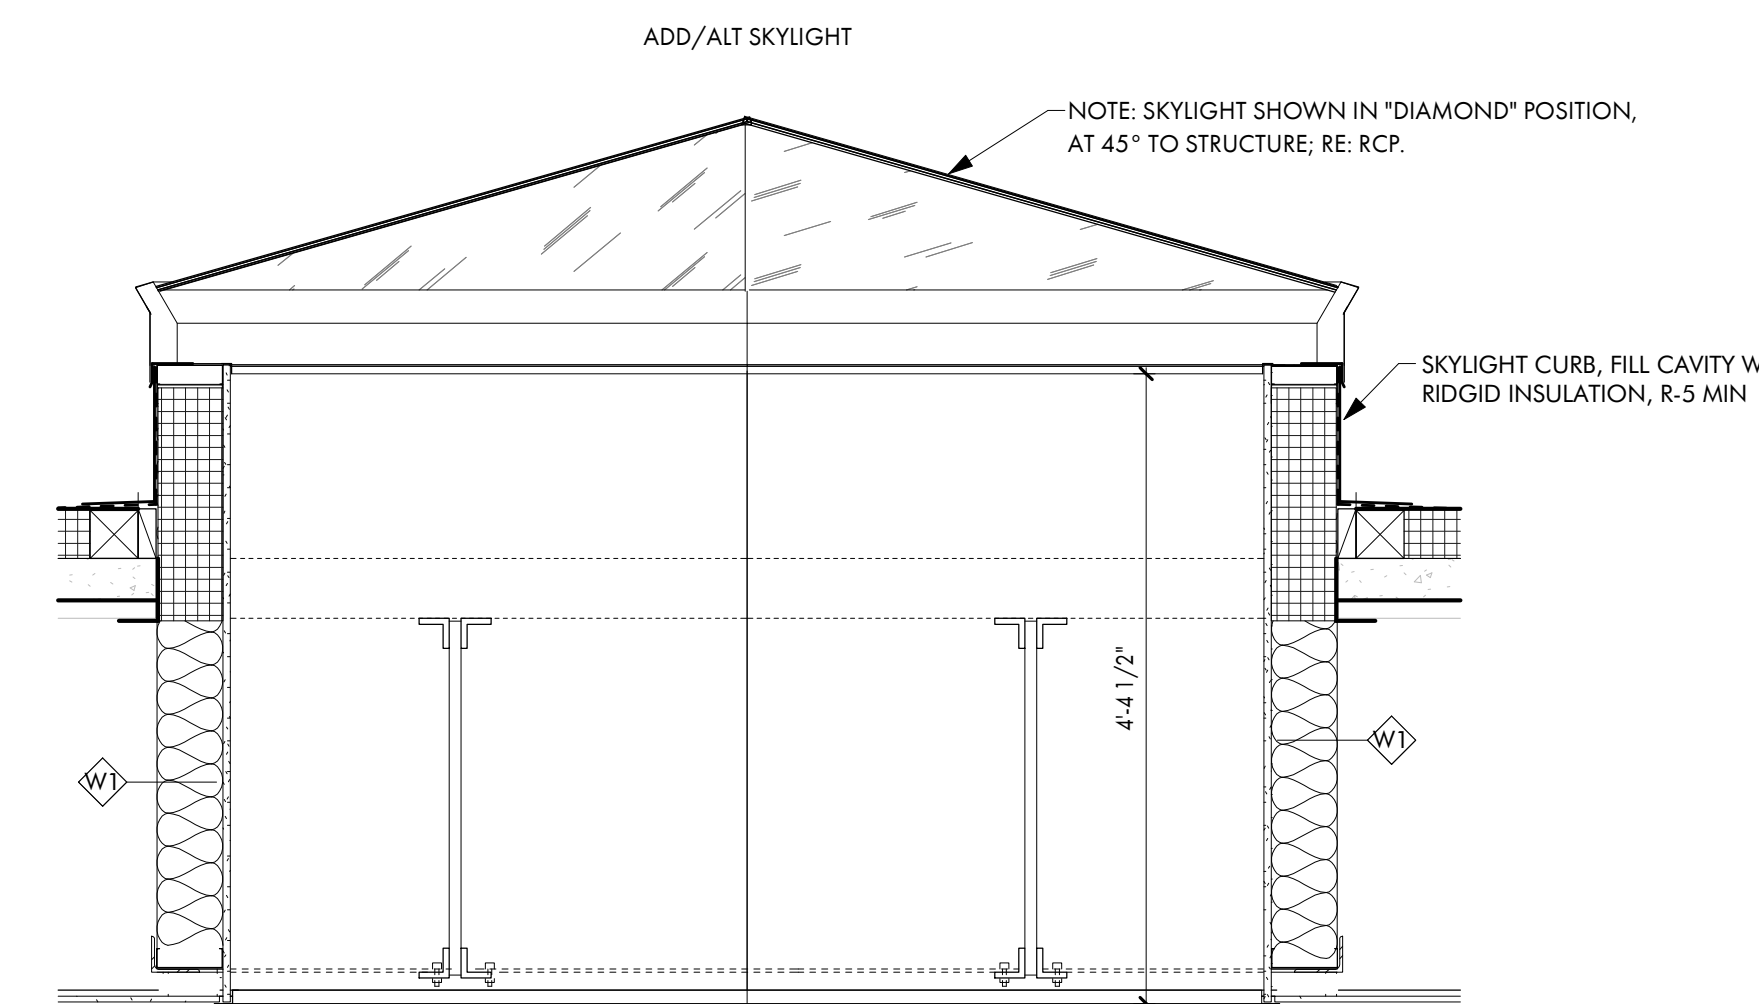 ADD/ALT SKYLIGHT
NOTE: SKYLIGHT SHOWN IN "DIAMOND" POSITION,
AT 45° TO STRUCTURE; RE: RCP.
SKYLIGHT CURB, FILL CAVITY W
RIDGID INSULATION, R-5 MIN
4'-4 1/2"
W1
W1